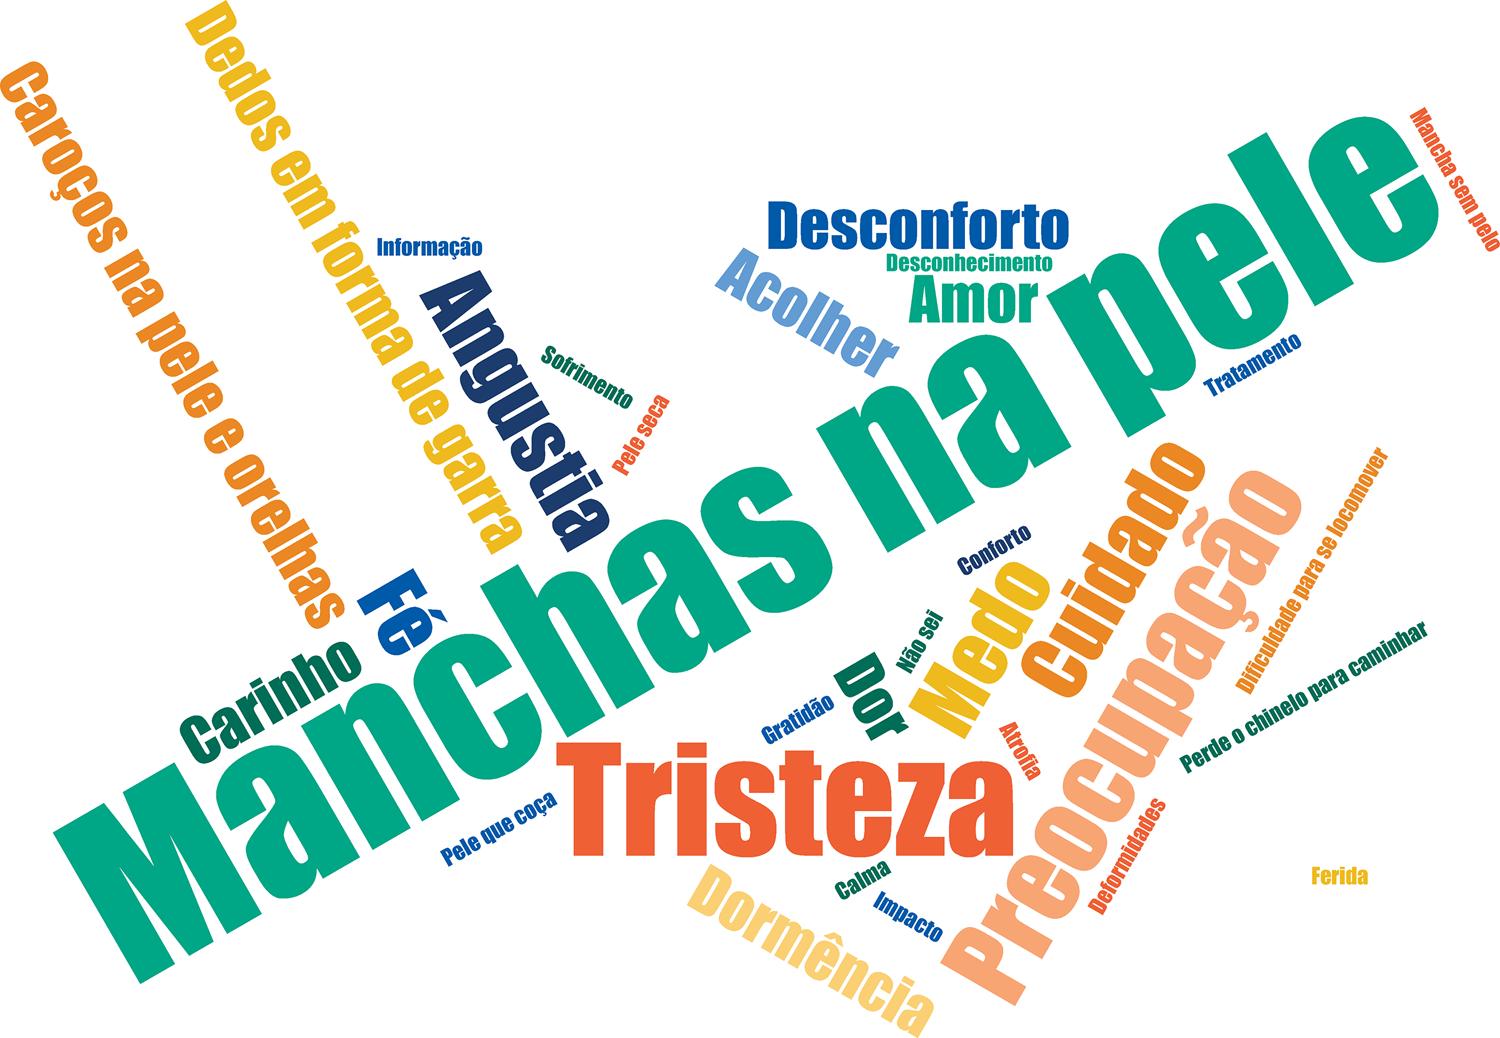 Dedos em forma de garra
Caroços na pele e orelhas
Informação
Angustia
Sofrimento
Pele seca
Desconforto
Desconhecimento
Acolher
Amor
Mancha sem pelo
Manchas na pele
Tratamento
Fé
Carinho
Conforto
Cuidado
Medo
Não sei
Dor
Gratidão
Preocupação
Dificuldade para se locomover
Perde o chinelo para caminhar
Atrofia
Tristeza
Pele que coça
Calma
Impacto
Deformidades
Ferida
Dormência